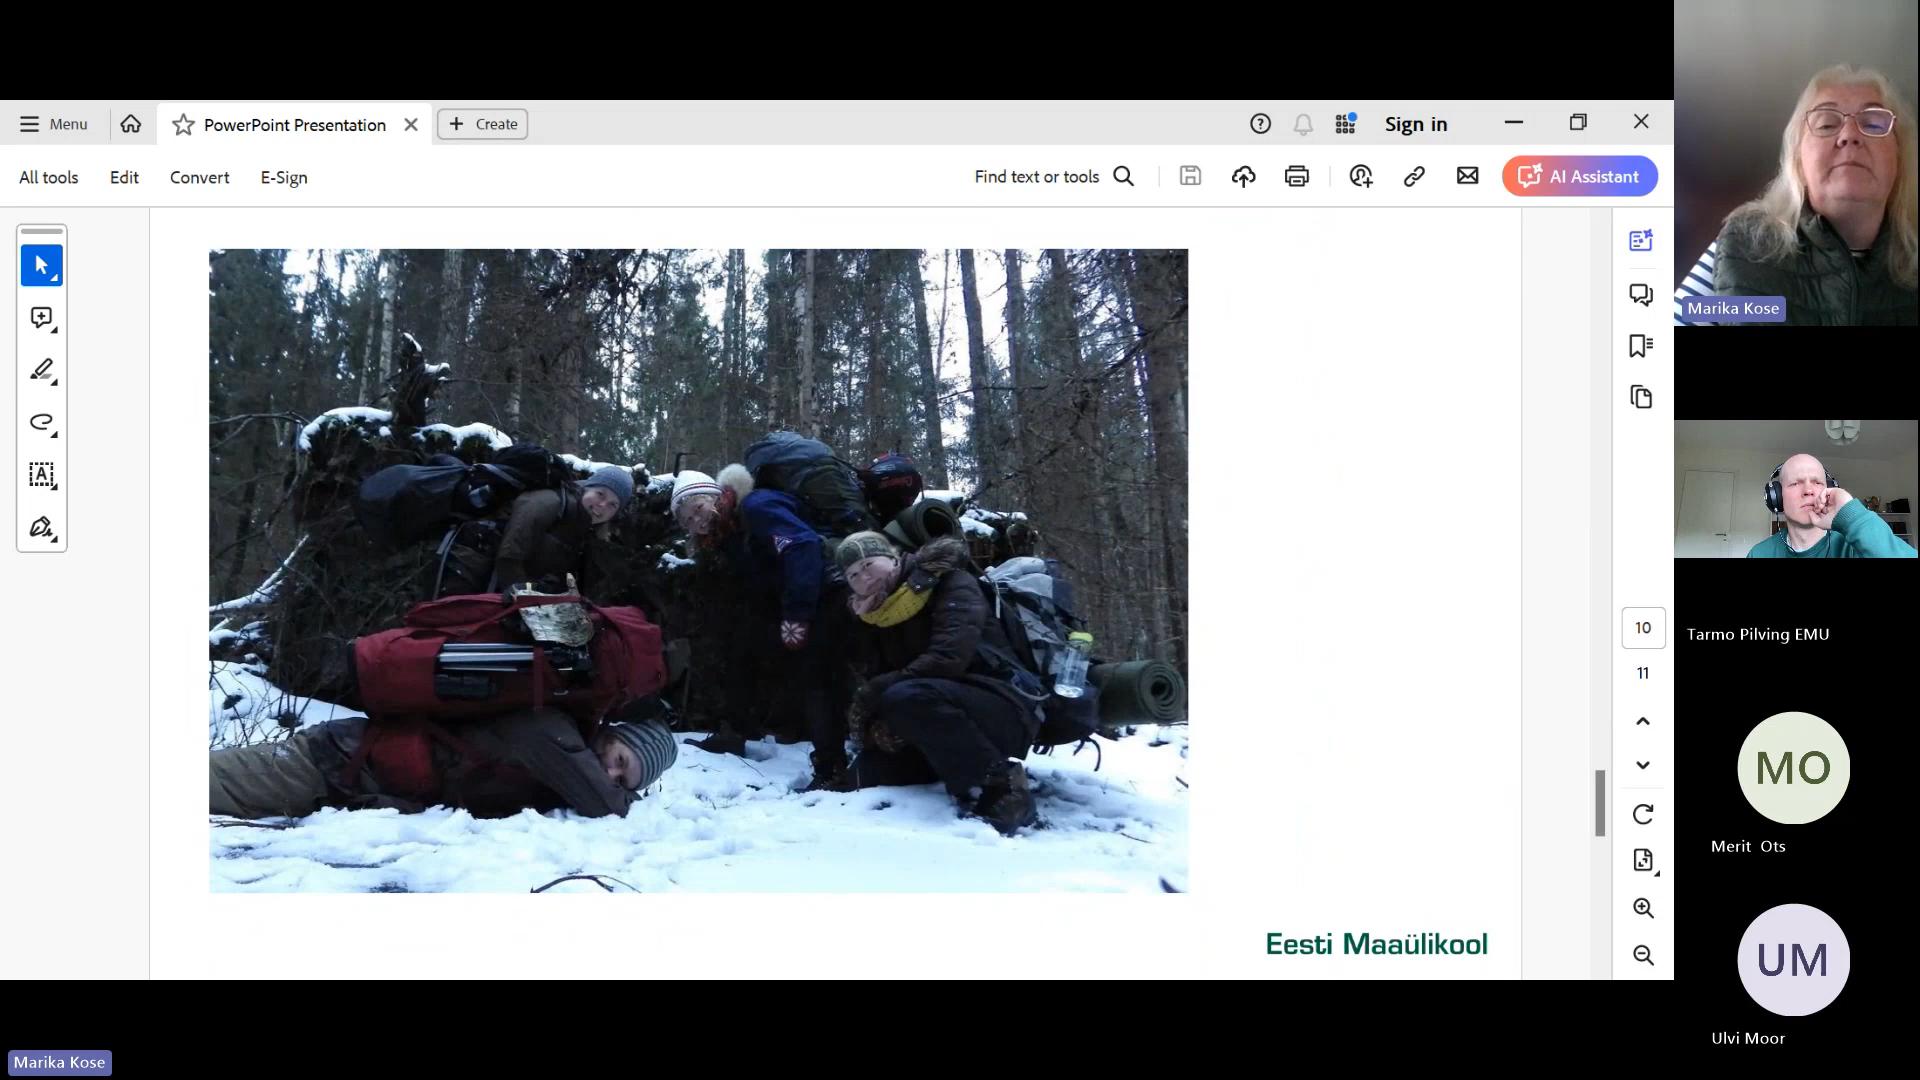 Menu
PowerPoint Presentation
Create
Sign in
All tools
Edit
Convert
E-Sign
Find text or tools
AI Assistant
10
11
Eesti Maaülikool
Marika Kose
Tarmo Pilving EMU
MO
Merit Ots
UM
Ulvi Moor
Marika Kose